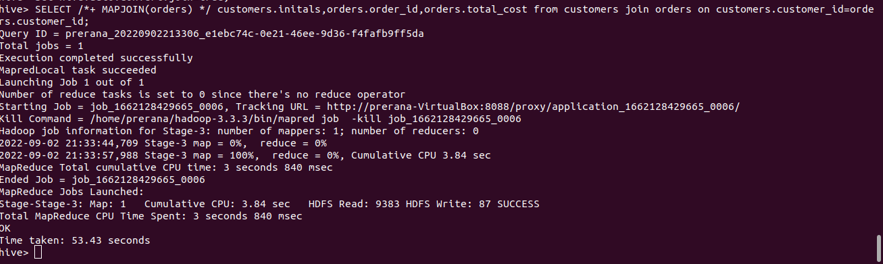 hive> SELECT /*+ MAPJOIN(orders) */ customers.initals,orders.order_id,orders.total_cost from customers join orders on customers.customer_id=orde
rs.customer_id;
Query ID = prerana_20220902213306_e1ebc74c-0e21-46ee-9d36-f4fafb9ff5da
Total jobs = 1
Execution completed successfully
MapredLocal task succeeded
Launching Job 1 out of 1
Number of reduce tasks is set to 0 since there's no reduce operator
Starting Job = job_1662128429665_0006, Tracking URL = http://prerana-VirtualBox:8088/proxy/application_1662128429665_0006/
Kill Command = /home/prerana/hadoop-3.3.3/bin/mapred job  -kill job_1662128429665_0006
Hadoop job information for Stage-3: number of mappers: 1; number of reducers: 0
2022-09-02 21:33:44,709 Stage-3 map = 0%,  reduce = 0%
2022-09-02 21:33:57,988 Stage-3 map = 100%,  reduce = 0%, Cumulative CPU 3.84 sec
MapReduce Total cumulative CPU time: 3 seconds 840 msec
Ended Job = job_1662128429665_0006
MapReduce Jobs Launched:
Stage-Stage-3: Map: 1   Cumulative CPU: 3.84 sec   HDFS Read: 9383 HDFS Write: 87 SUCCESS
Total MapReduce CPU Time Spent: 3 seconds 840 msec
OK
Time taken: 53.43 seconds
hive>